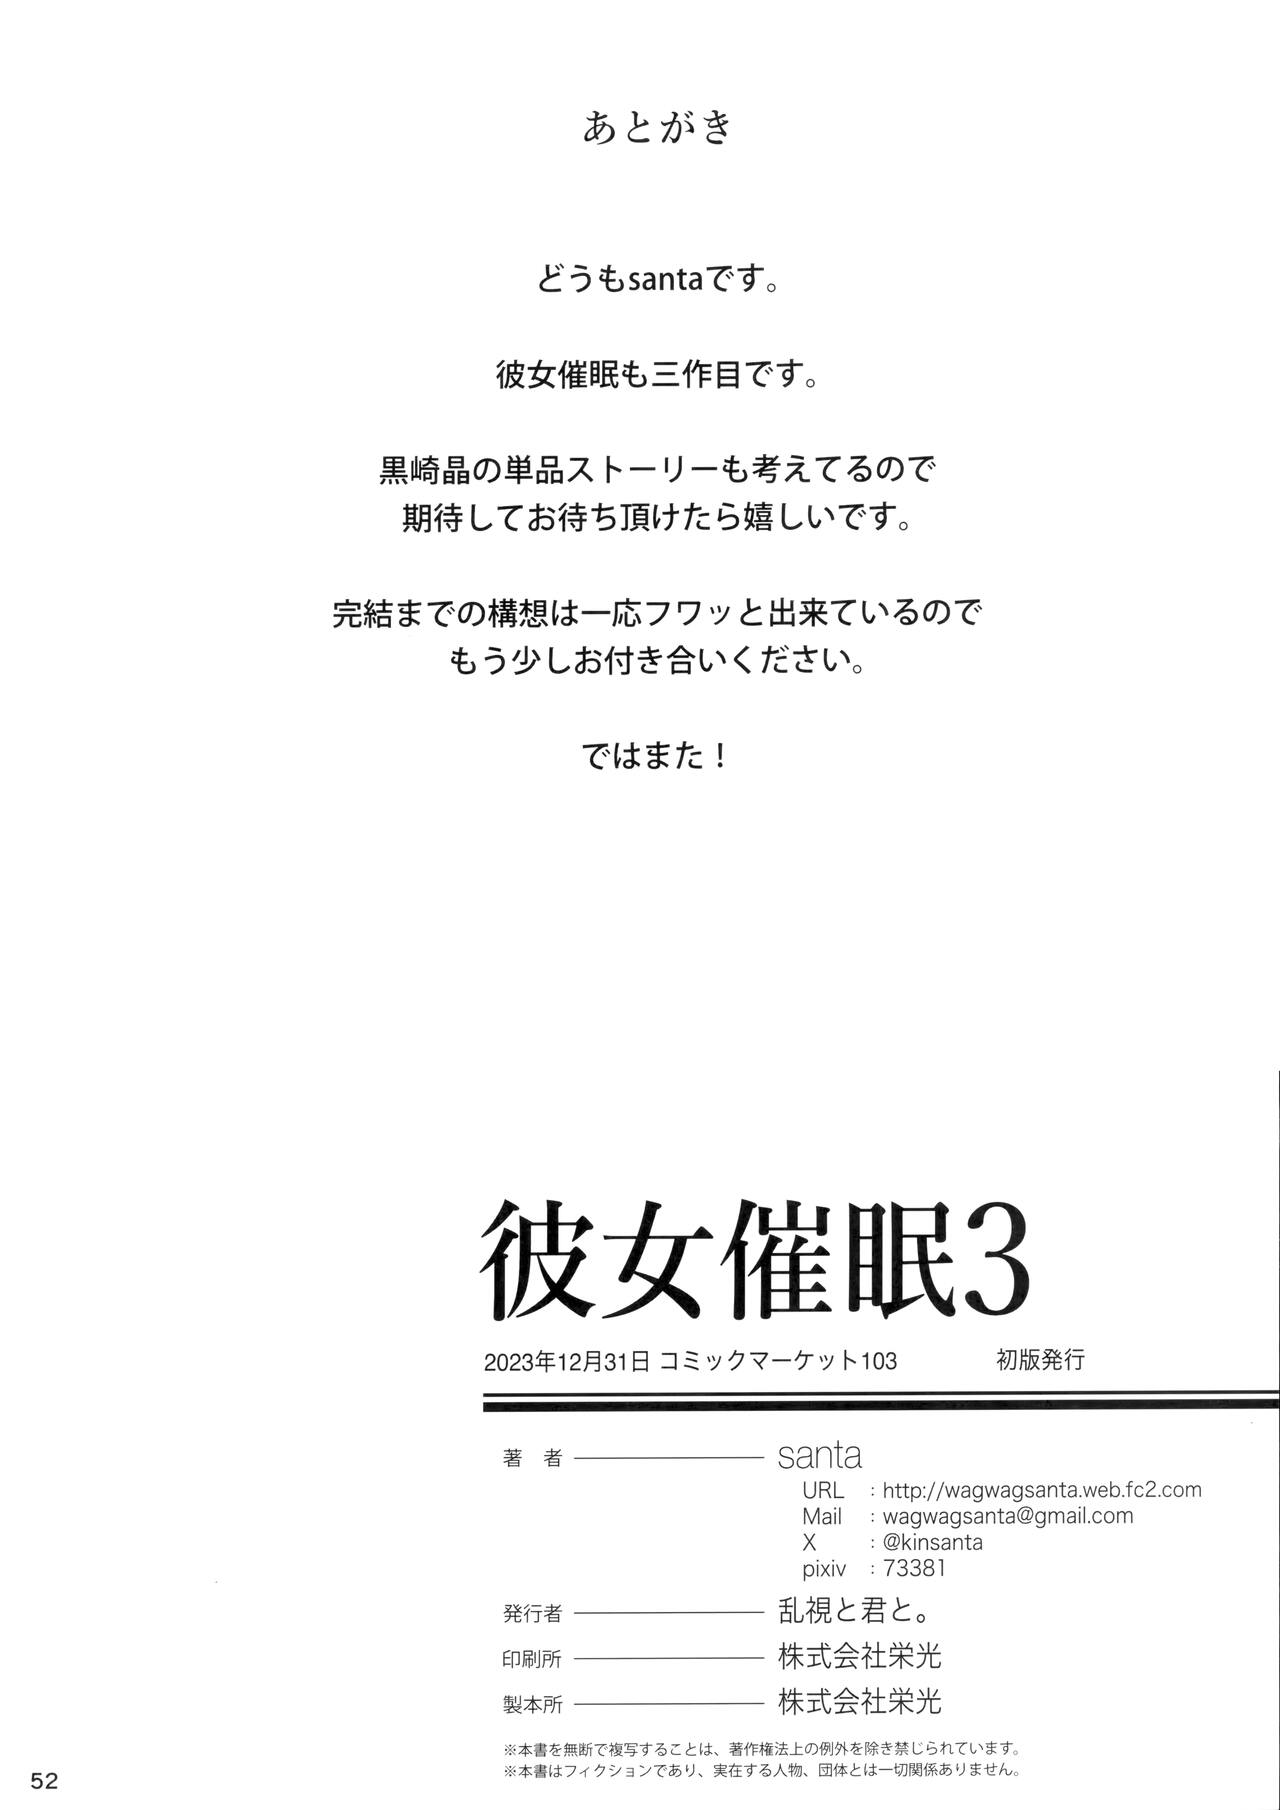 あとがき
どうもsantaです。
彼女催眠も三作目です。
黒崎晶の単品ストーリーも考えてるので
期待してお待ち頂けたら嬉しいです。
完結までの構想は一応フワッと出来ているので
もう少しお付き合いください。
ではまた！
彼女催眠3
2023年12月31日 コミックマーケット103 初版発行
著 者 santa
URL : http://wagwagsanta.web.fc2.com
Mail : wagwagsanta@gmail.com
X : @kinsanta
pixiv : 73381
発行者 乱視と君と。
印刷所 株式会社栄光
製本所 株式会社栄光
※本書を無断で複写することは、著作権法上の例外を除き禁じられています。
※本書はフィクションであり、実在する人物、団体とは一切関係ありません。
52